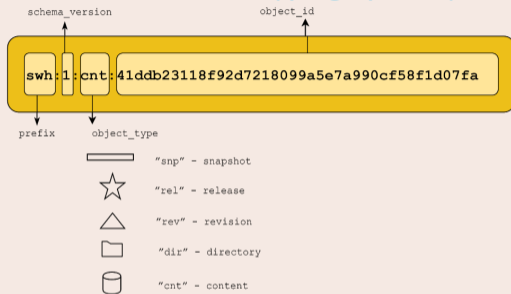 schema_version object_id
swh:1:cnt:41ddb23118f92d7218099a5e7a990cf58f1d07fa
prefix object_type
"snp" - snapshot
"rel" - release
"rev" - revision
"dir" - directory
"cnt" - content